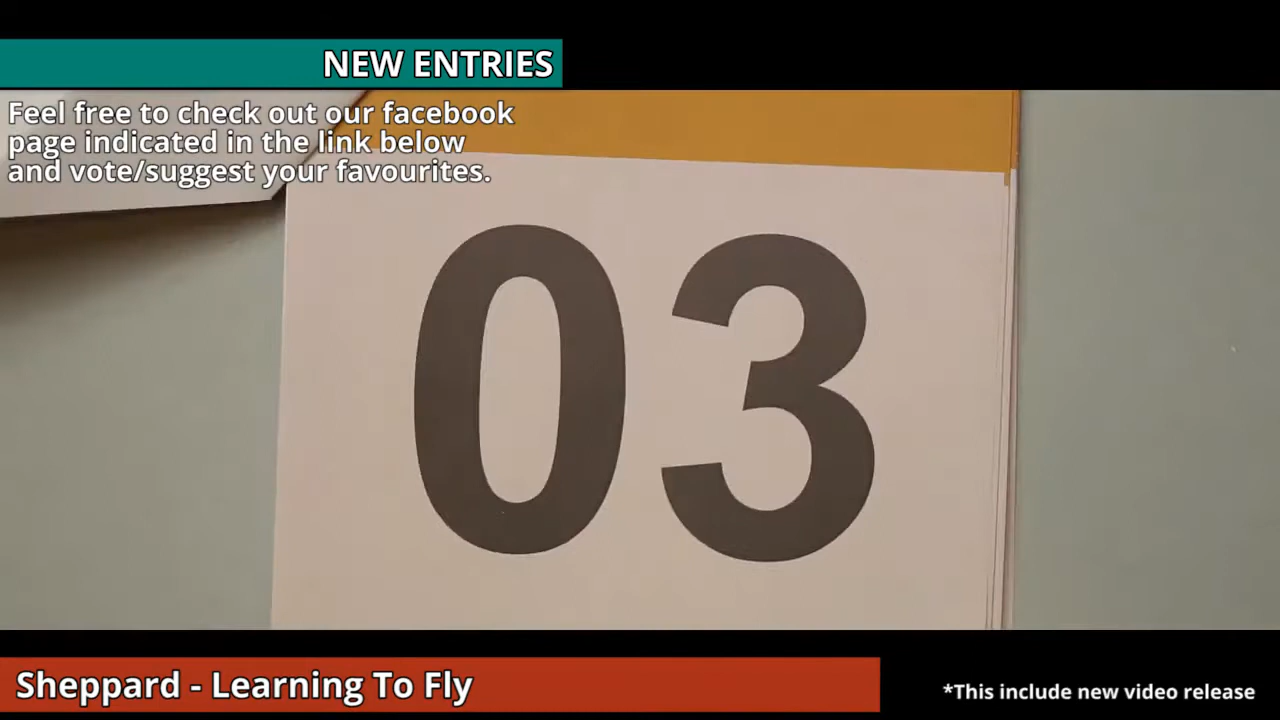 NEW ENTRIES
Feel free to check out our facebook
page indicated in the link below
and vote/suggest your favourites.
03
Sheppard - Learning To Fly
*This include new video release